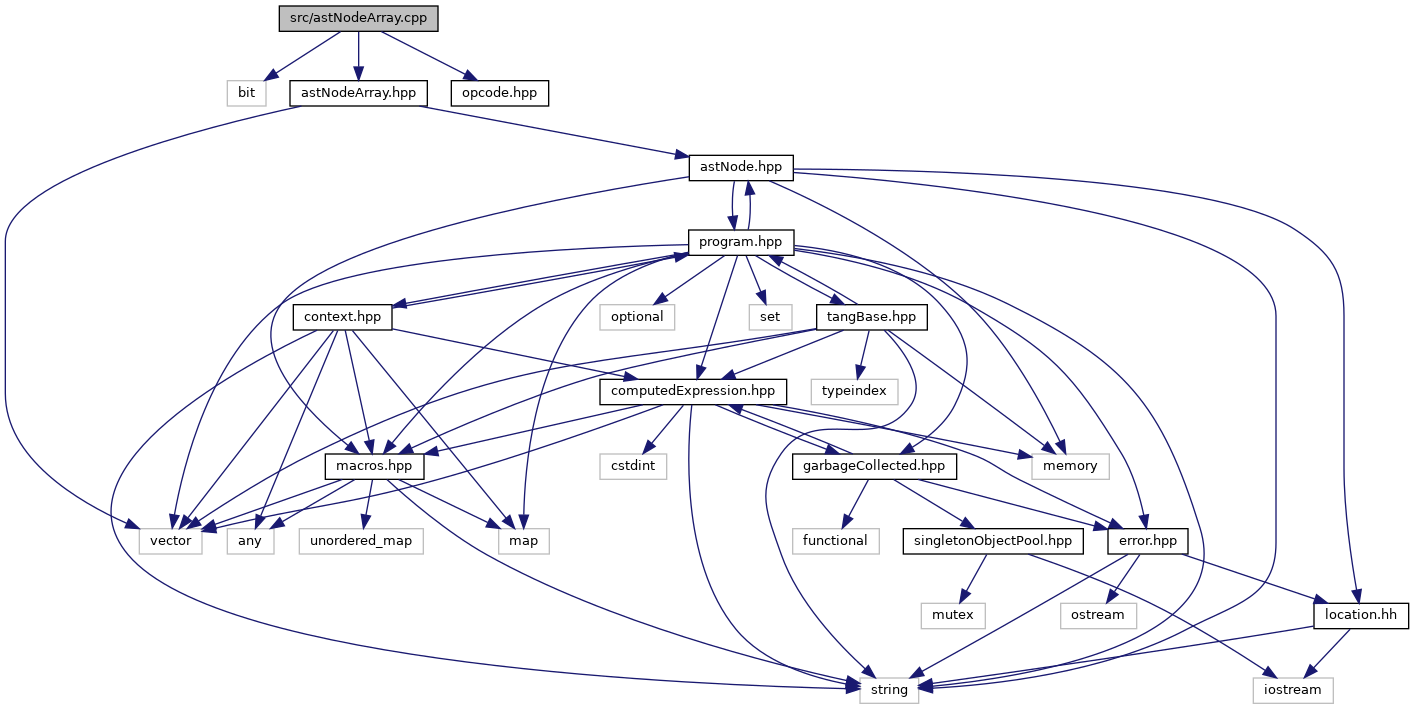 src/astNodeArray.cpp
bit
astNodeArray.hpp
opcode.hpp
astNode.hpp
program.hpp
context.hpp
optional
set
tangBase.hpp
computedExpression.hpp
typeindex
macros.hpp
cstdint
garbageCollected.hpp
memory
vector
any
unordered_map
map
functional
singletonObjectPool.hpp
error.hpp
mutex
ostream
location.hh
string
iostream